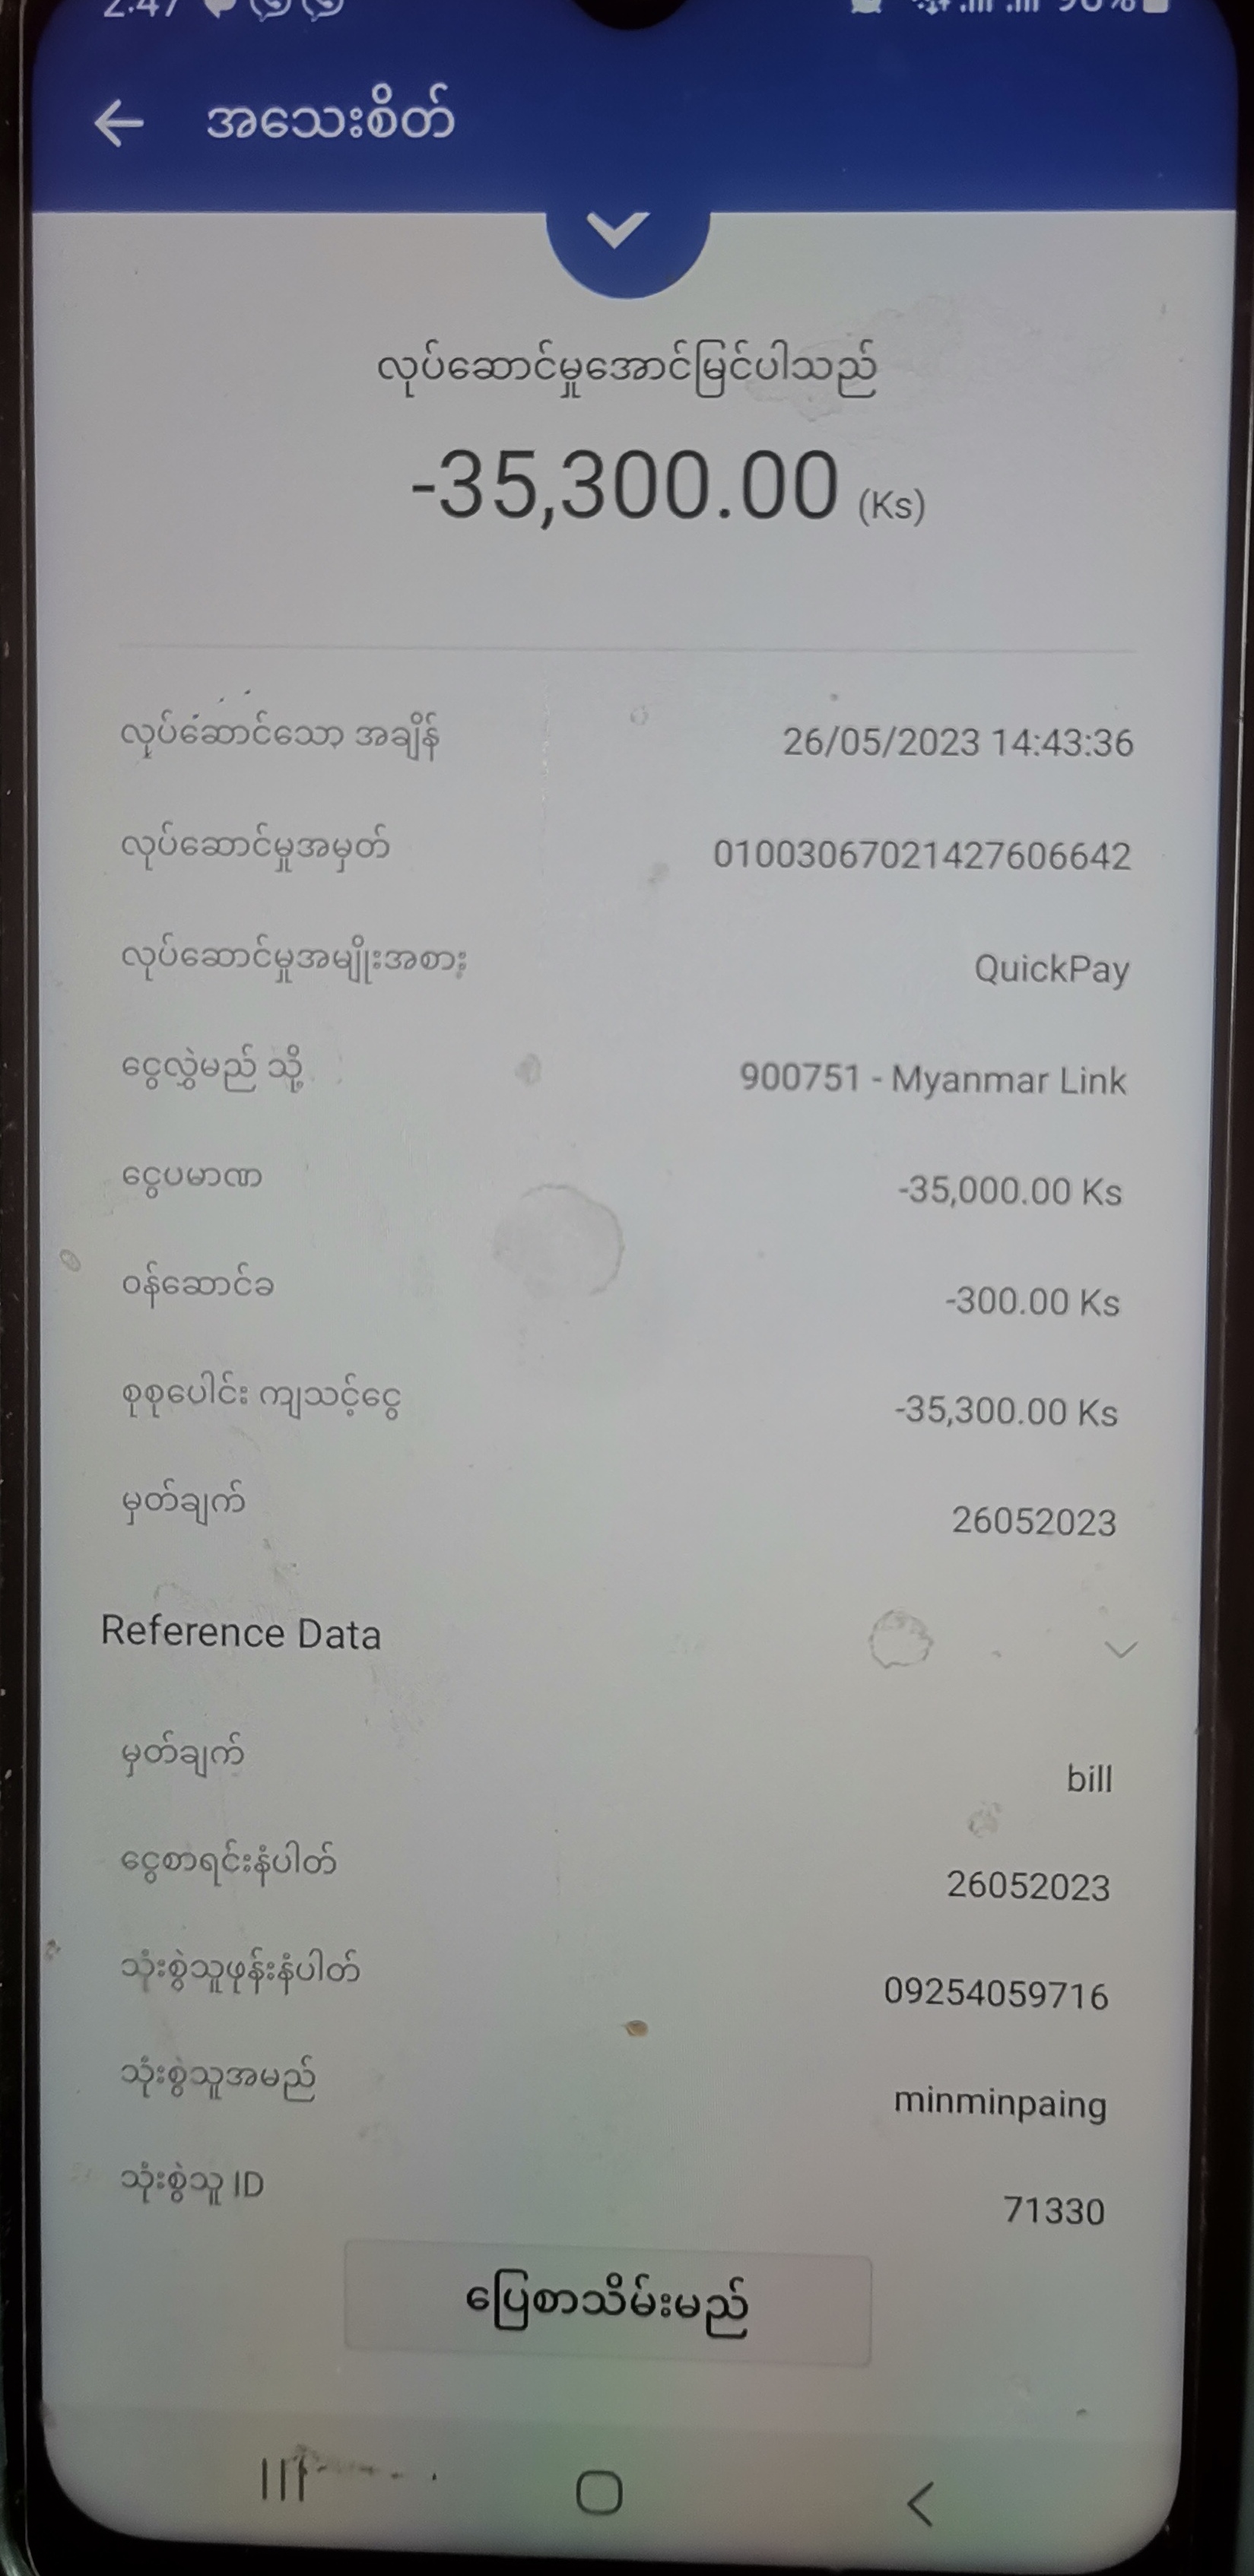 2:47
အသေးစိတ်
လုပ်ဆောင်မှုအောင်မြင်ပါသည်
-35,300.00 (Ks)
လုပ်ဆောင်သော အချိန် 26/05/2023 14:43:36
လုပ်ဆောင်မှုအမှတ် 01003067021427606642
လုပ်ဆောင်မှုအမျိုးအစား QuickPay
ငွေလွှဲမည် သို့ 900751 - Myanmar Link
ငွေပမာဏ -35,000.00 Ks
ဝန်ဆောင်ခ -300.00 Ks
စုစုပေါင်း ကျသင့်ငွေ -35,300.00 Ks
မှတ်ချက် 26052023
Reference Data
မှတ်ချက် bill
ငွေစာရင်းနံပါတ် 26052023
သုံးစွဲသူဖုန်းနံပါတ် 09254059716
သုံးစွဲသူအမည် minminpaing
သုံးစွဲသူ ID 71330
ပြေစာသိမ်းမည်